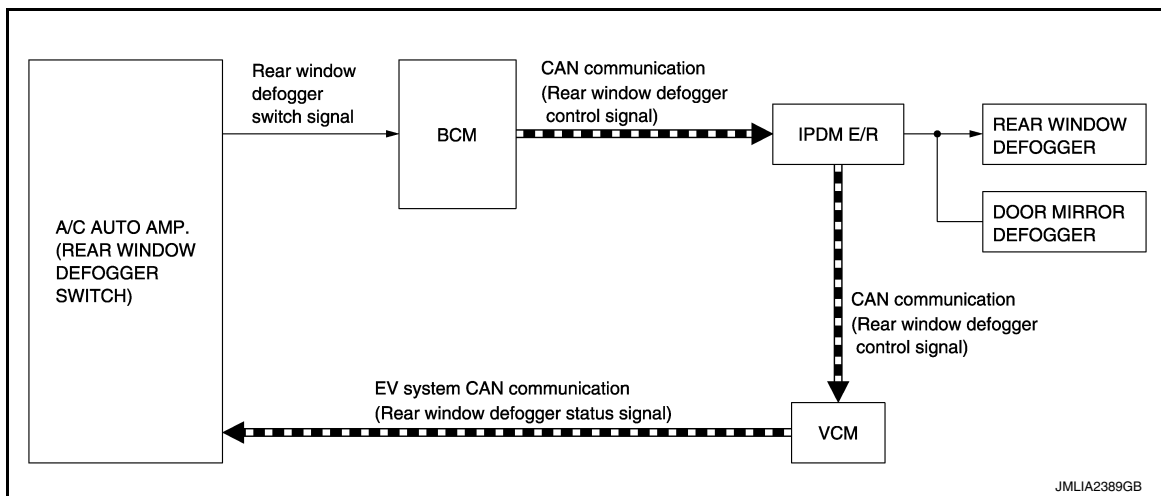 Rear window
defogger
switch signal
BCM
CAN communication
(Rear window defogger
control signal)
IPDM E/R
REAR WINDOW
DEFOGGER
DOOR MIRROR
DEFOGGER
A/C AUTO AMP.
(REAR WINDOW
DEFOGGER
SWITCH)
CAN communication
(Rear window defogger
control signal)
EV system CAN communication
(Rear window defogger status signal)
VCM
JMLIA2389GB